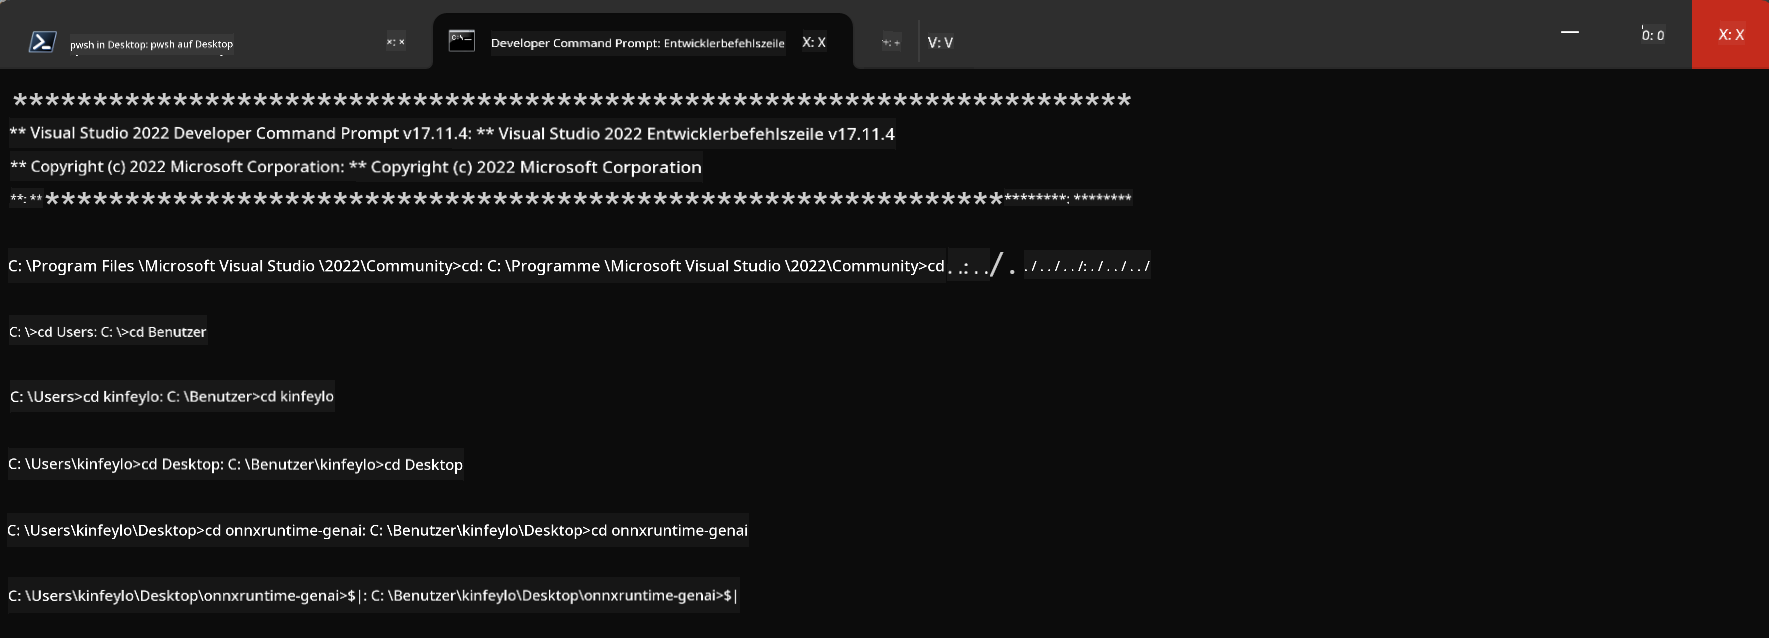 pwsh in Desktop: pwsh auf Desktop ×: × Developer Command Prompt: Entwicklerbefehlszeile X: X +: + V: V — 0: 0 X: X
**********************************************************************
** Visual Studio 2022 Developer Command Prompt v17.11.4: ** Visual Studio 2022 Entwicklerbefehlszeile v17.11.4
** Copyright (c) 2022 Microsoft Corporation: ** Copyright (c) 2022 Microsoft Corporation
**: ** ************************************************************ ********: ********
C: \Program Files \Microsoft Visual Studio \2022\Community>cd: C: \Programme \Microsoft Visual Studio \2022\Community>cd . .: . . / . . / . . / . . /: . / . . / . . /
C: \>cd Users: C: \>cd Benutzer
C: \Users>cd kinfeylo: C: \Benutzer>cd kinfeylo
C: \Users\kinfeylo>cd Desktop: C: \Benutzer\kinfeylo>cd Desktop
C: \Users\kinfeylo\Desktop>cd onnxruntime-genai: C: \Benutzer\kinfeylo\Desktop>cd onnxruntime-genai
C: \Users\kinfeylo\Desktop\onnxruntime-genai>$|: C: \Benutzer\kinfeylo\Desktop\onnxruntime-genai>$|